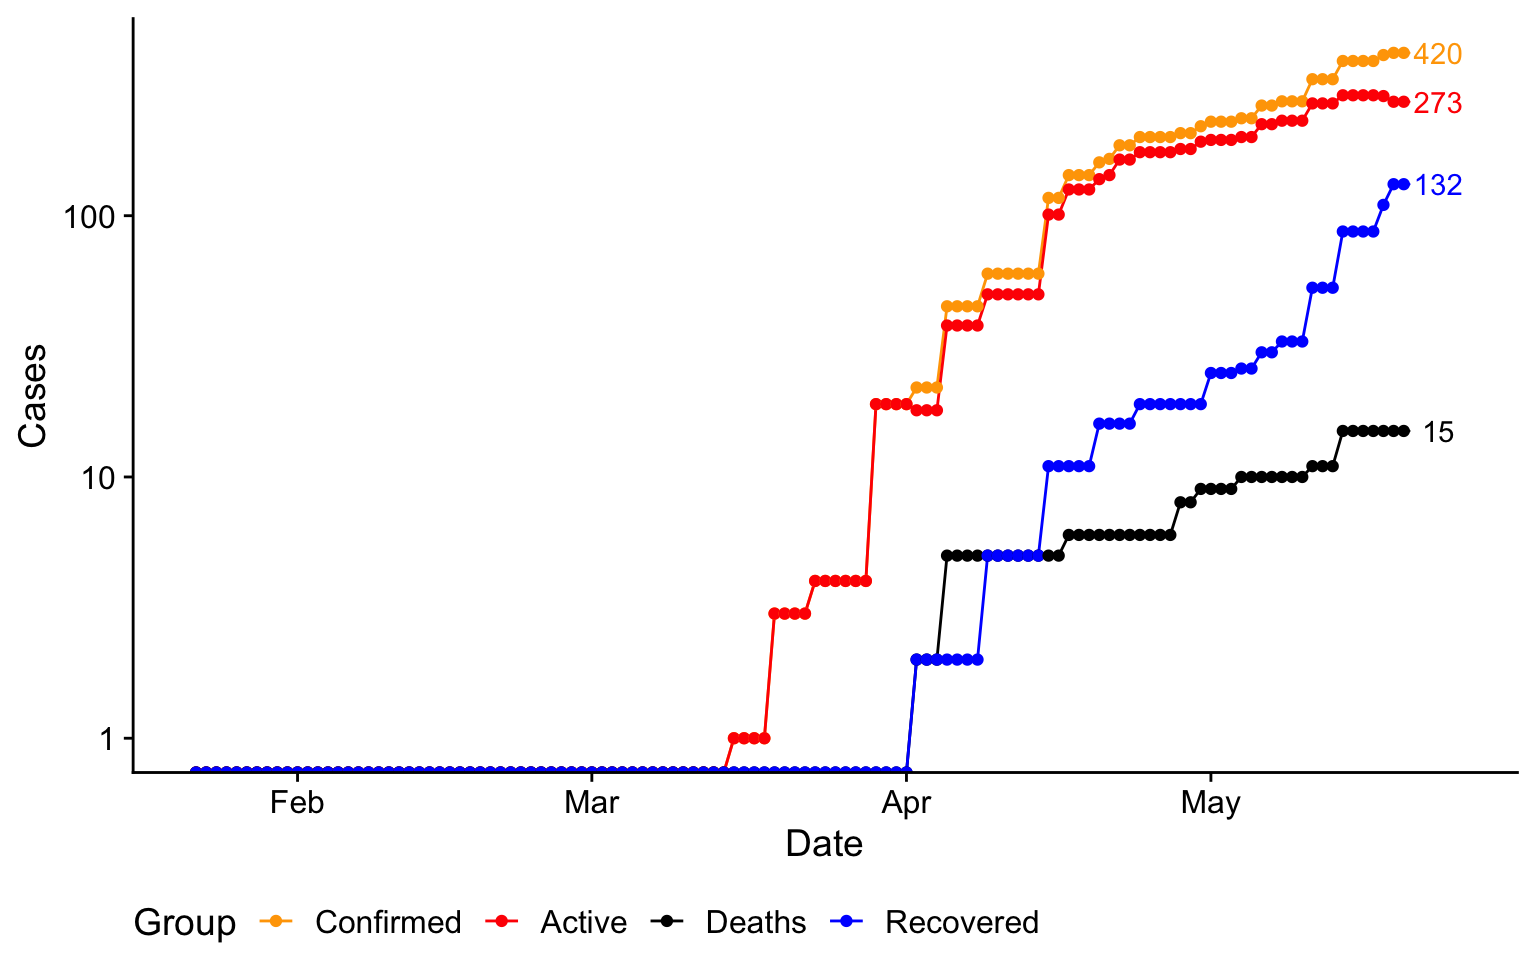 420
273
132
15
100
10
1
Cases
Feb Mar Apr May
Date
Group Confirmed Active Deaths Recovered